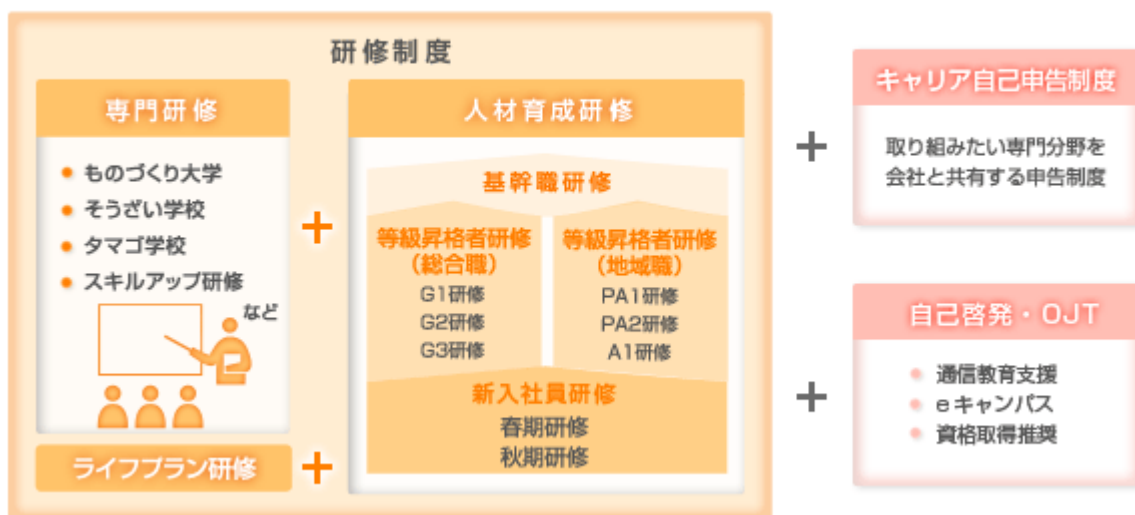 研修制度
専門研修
ものづくり大学
そうざい学校
タマゴ学校
スキルアップ研修
など
ライフプラン研修
人材育成研修
基幹職研修
等級昇格者研修
(総合職)
G1研修
G2研修
G3研修
等級昇格者研修
(地域職)
PA1研修
PA2研修
A1研修
新入社員研修
春期研修
秋期研修
キャリア自己申告制度
取り組みたい専門分野を
会社と共有する申告制度
自己啓発・OJT
通信教育支援
eキャンパス
資格取得推奨